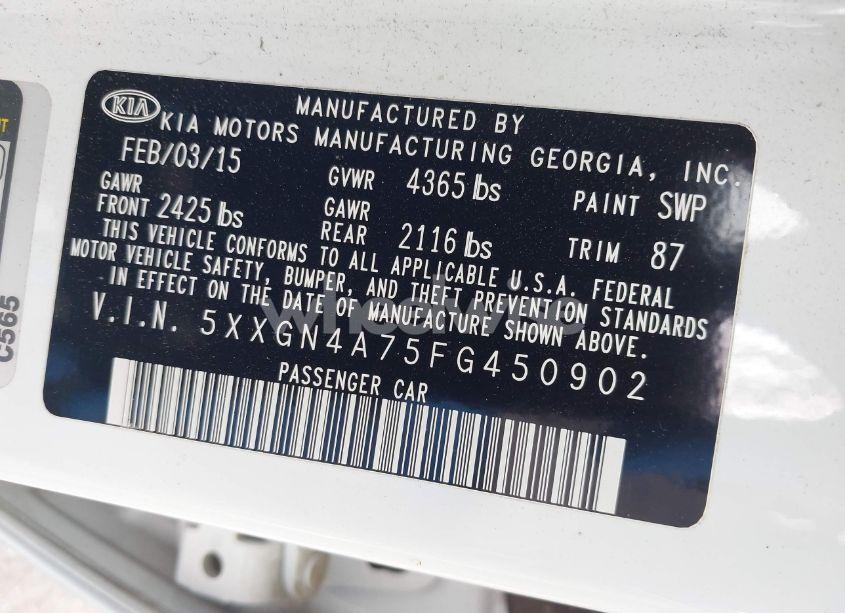 KIA
MANUFACTURED BY
KIA MOTORS MANUFACTURING GEORGIA, INC.
FEB/03/15 GVWR 4365 lbs PAINT SWP
GAWR FRONT 2425 lbs GAWR REAR 2116 lbs TRIM 87
THIS VEHICLE CONFORMS TO ALL APPLICABLE U.S.A. FEDERAL
MOTOR VEHICLE SAFETY, BUMPER, AND THEFT PREVENTION STANDARDS
IN EFFECT ON THE DATE OF MANUFACTURE SHOWN ABOVE.
V.I.N. 5XXGN4A75FG450902
PASSENGER CAR
C565